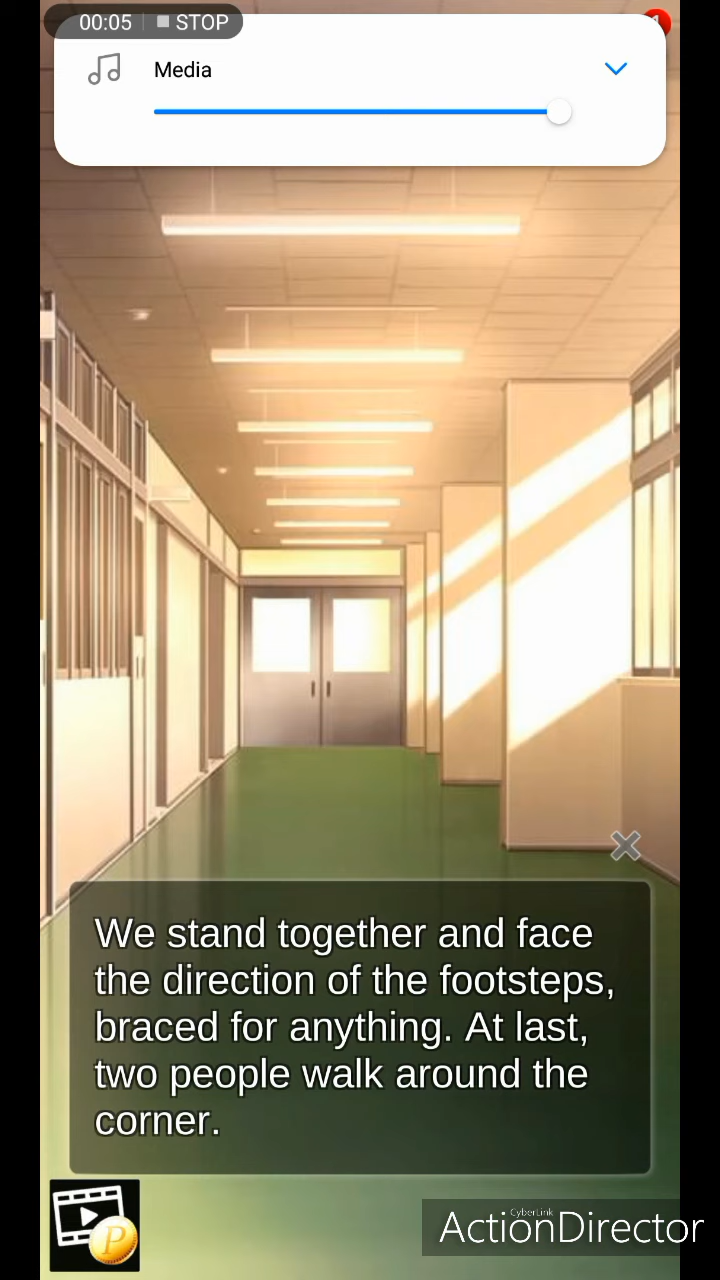 00:05 STOP
1
Media
We stand together and face
the direction of the footsteps,
braced for anything. At last,
two people walk around the
corner.
P
CyberLink
ActionDirector